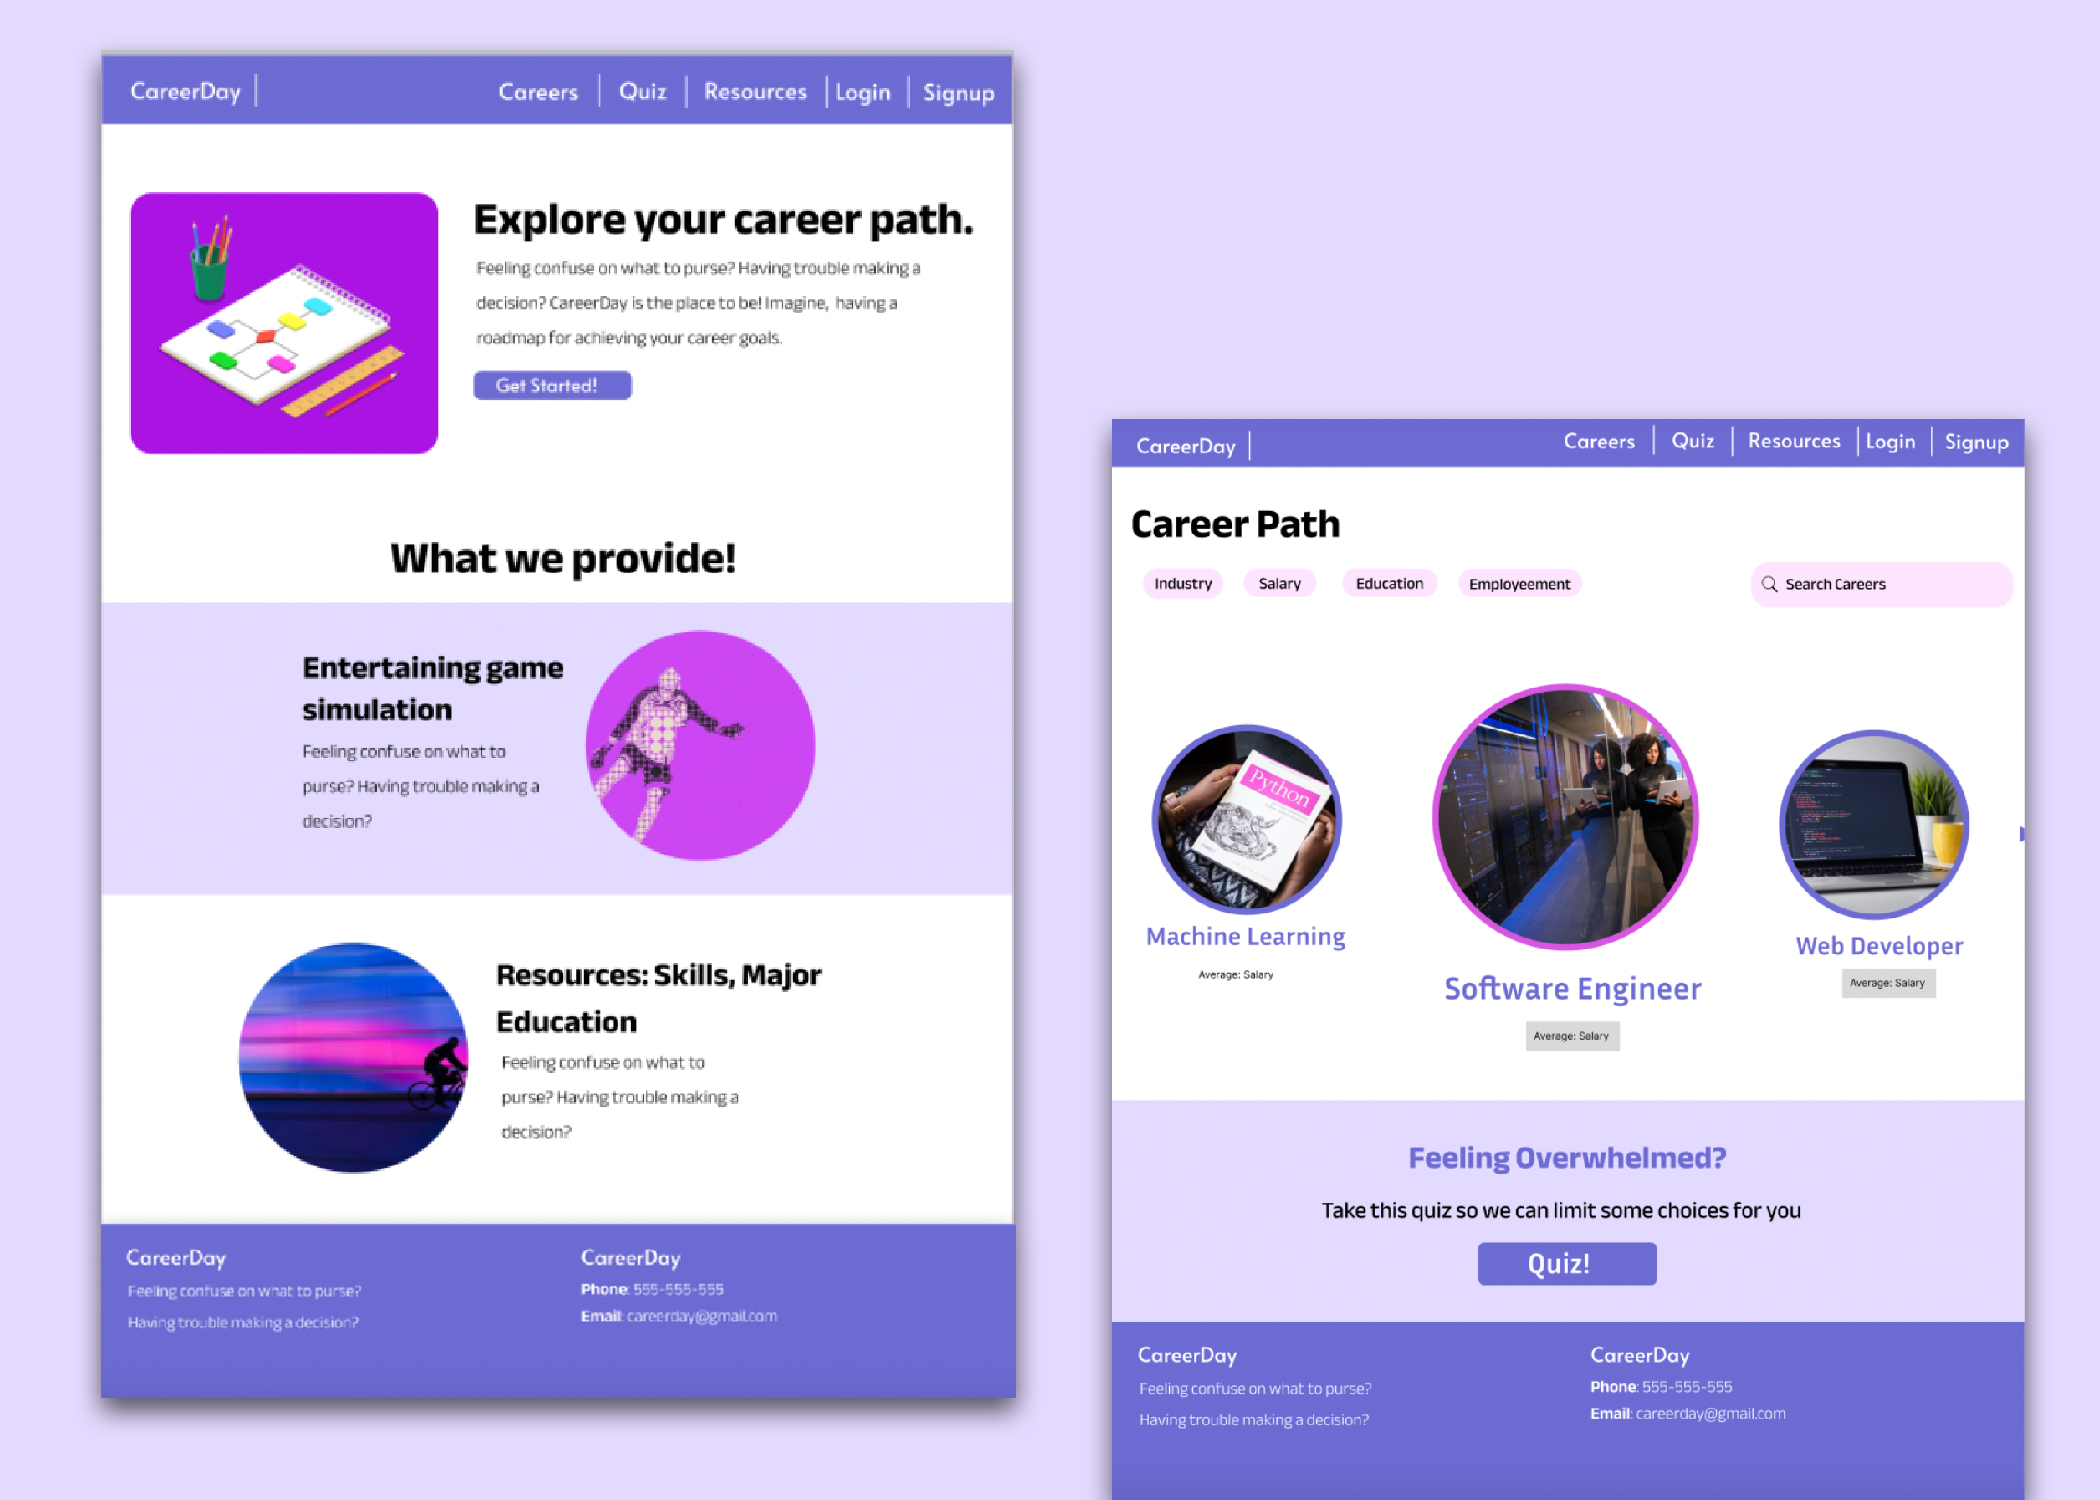 CareerDay
Careers
Quiz
Resources
Login
Signup
Explore your career path.
Feeling confuse on what to purse? Having trouble making a
decision? CareerDay is the place to be! Imagine, having a
roadmap for achieving your career goals.
Get Started!
What we provide!
Entertaining game
simulation
Feeling confuse on what to
purse? Having trouble making a
decision?
Resources: Skills, Major
Education
Feeling confuse on what to
purse? Having trouble making a
decision?
CareerDay
Feeling confuse on what to purse?
Having trouble making a decision?
CareerDay
Phone: 555-555-555
Email: careerday@gmail.com
CareerDay
Careers
Quiz
Resources
Login
Signup
Career Path
Industry
Salary
Education
Employeement
Search Careers
Python
Machine Learning
Average: Salary
Software Engineer
Average: Salary
Web Developer
Average: Salary
Feeling Overwhelmed?
Take this quiz so we can limit some choices for you
Quiz!
CareerDay
Feeling confuse on what to purse?
Having trouble making a decision?
CareerDay
Phone: 555-555-555
Email: careerday@gmail.com